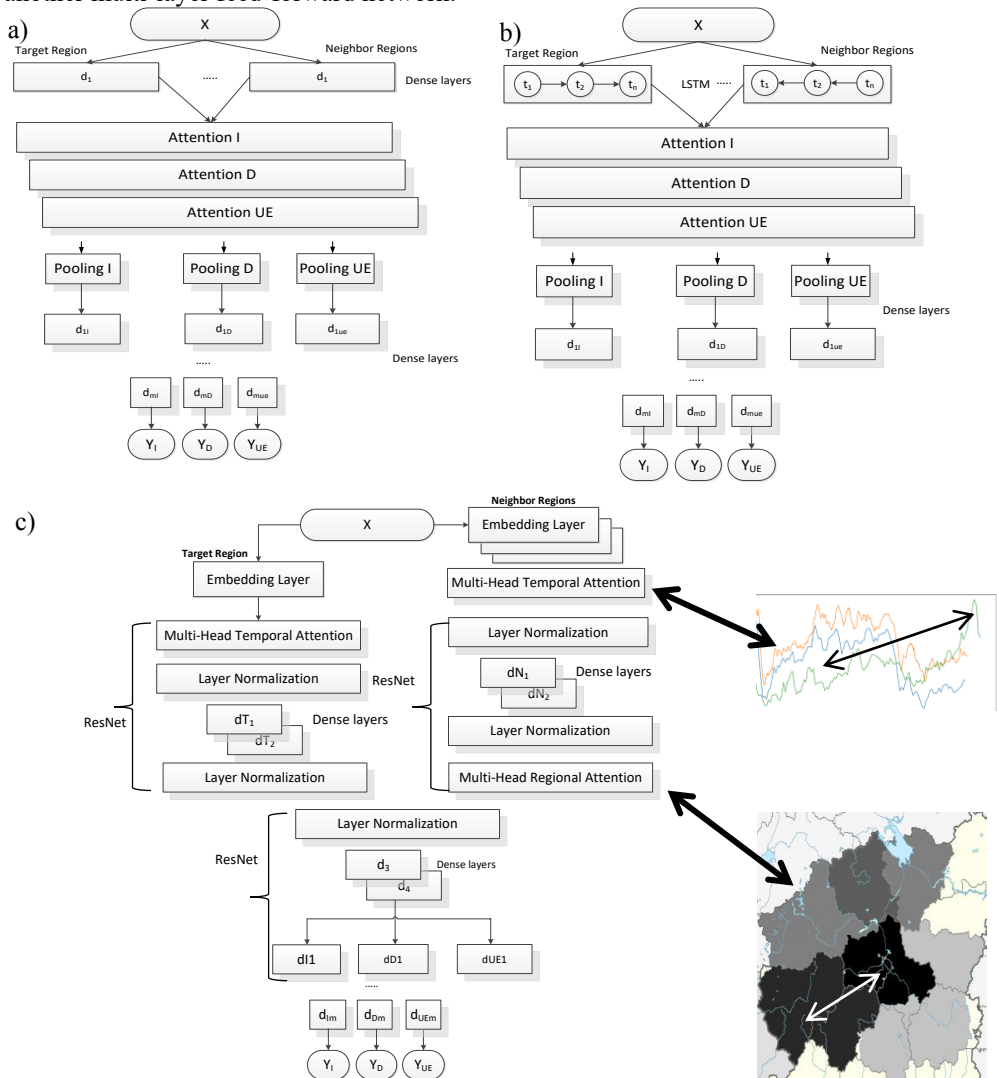 another multi-layer feed-forward network.
a)
X
Target Region
Neighbor Regions
d1
.....
d1
Dense layers
Attention I
Attention D
Attention UE
Pooling I
Pooling D
Pooling UE
d1I
d1D
d1ue
Dense layers
.....
dmI
dmD
dmue
YI
YD
YUE
b)
X
Target Region
Neighbor Regions
t1
t2
tn
LSTM
.....
t1
t2
tn
Attention I
Attention D
Attention UE
Pooling I
Pooling D
Pooling UE
Dense layers
d1I
d1D
d1ue
.....
dmI
dmD
dmue
YI
YD
YUE
c)
X
Neighbor Regions
Embedding Layer
Target Region
Embedding Layer
Multi-Head Temporal Attention
Multi-Head Temporal Attention
Layer Normalization
Layer Normalization
ResNet
dN1
Dense layers
dN2
ResNet
dT1
Dense layers
dT2
Layer Normalization
Layer Normalization
Multi-Head Regional Attention
Layer Normalization
ResNet
d3
Dense layers
d4
dI1
dD1
dUE1
.....
dIm
dDm
dUEm
YI
YD
YUE